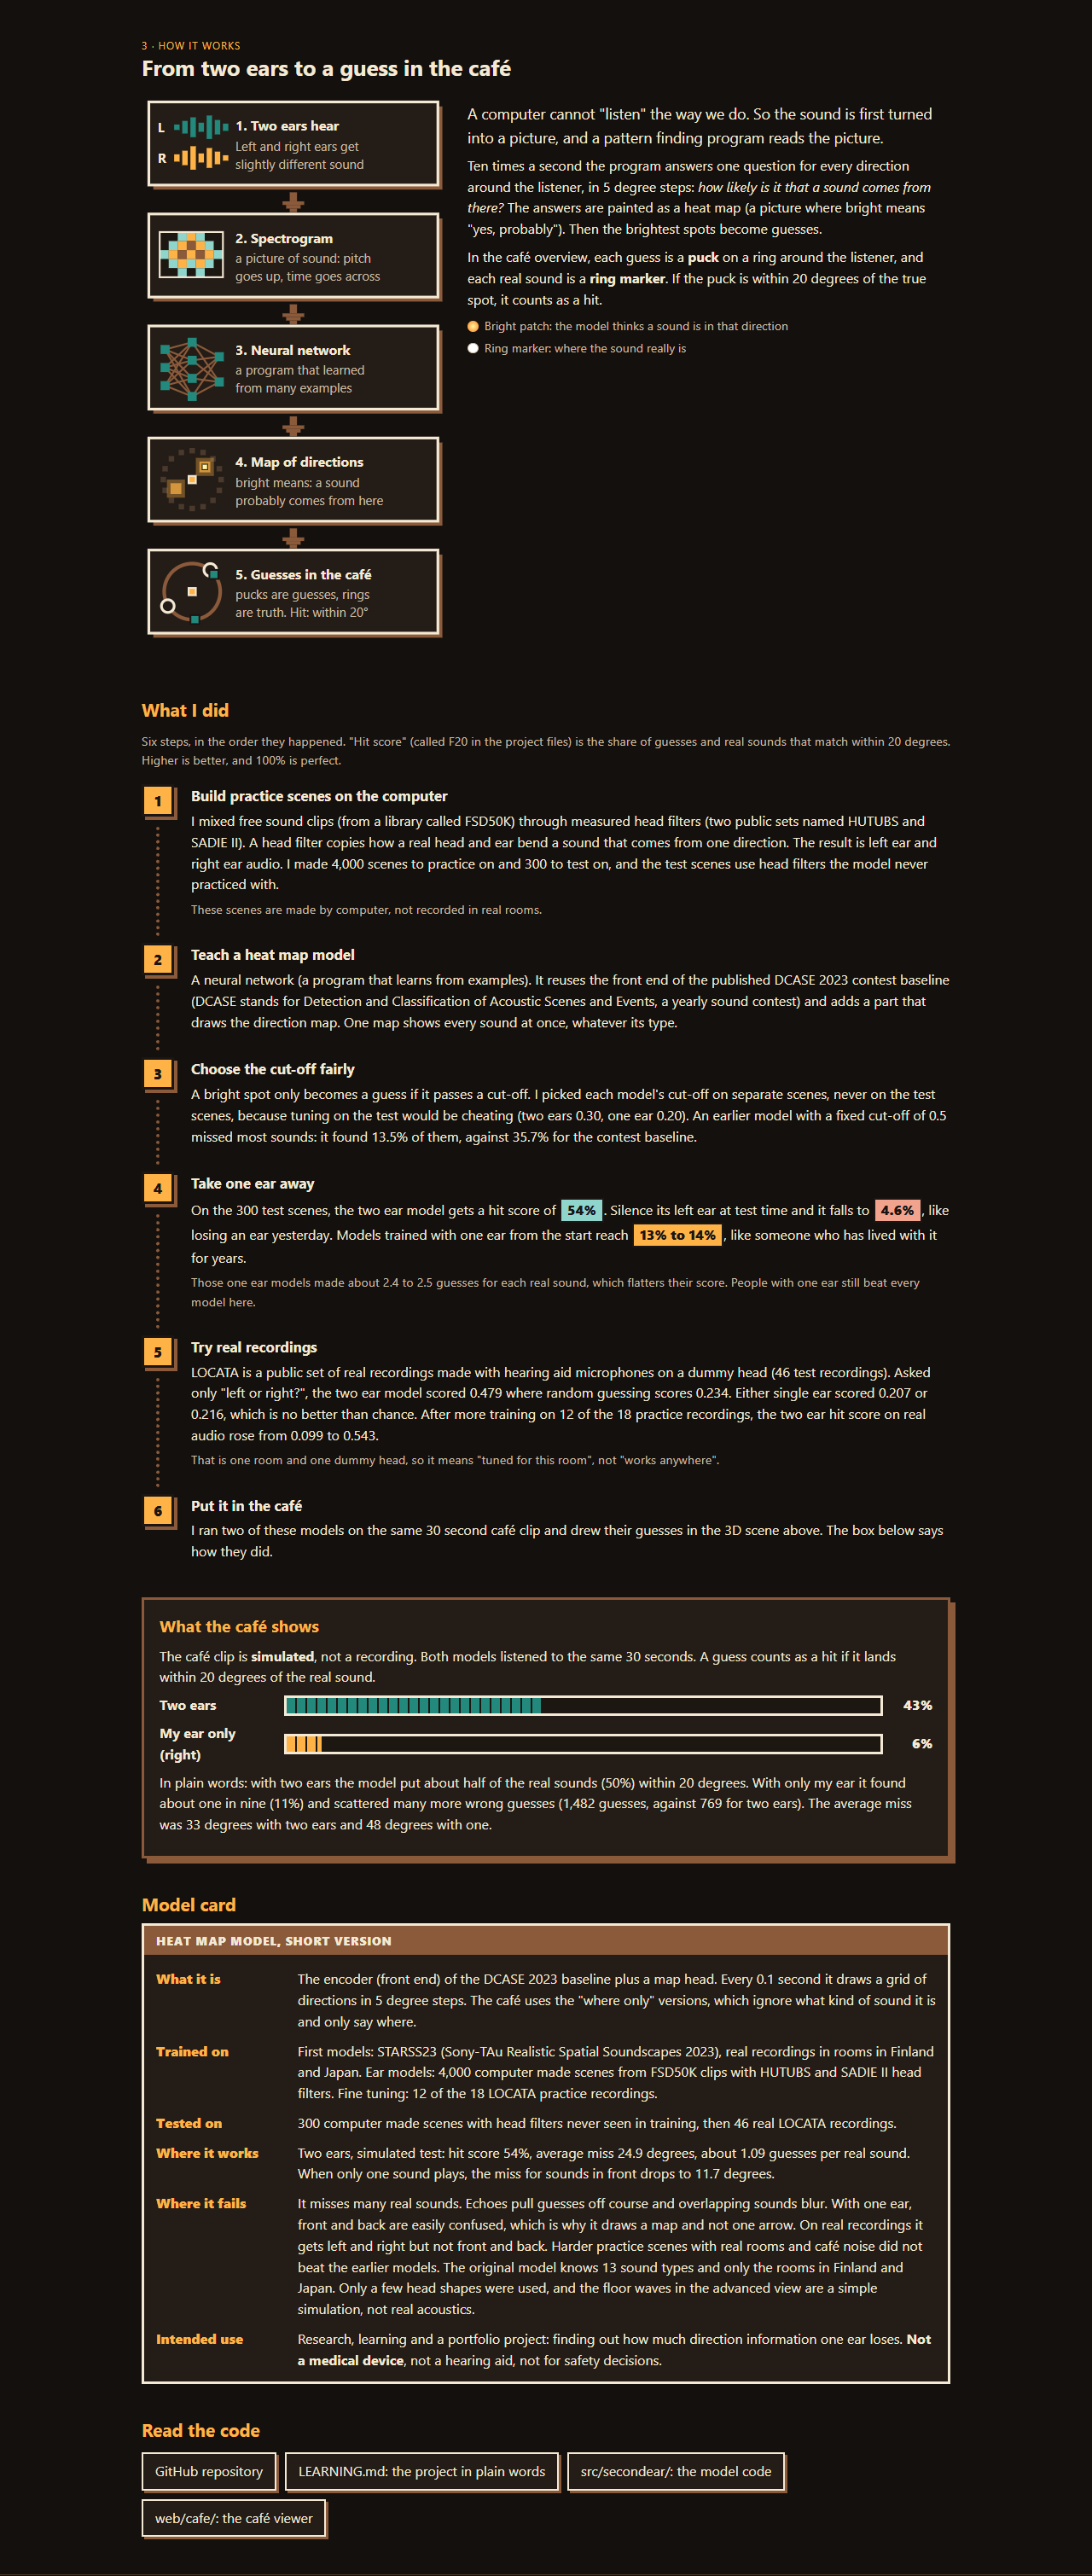 3 · HOW IT WORKS
From two ears to a guess in the café
L
R
1. Two ears hear
Left and right ears get
slightly different sound
2. Spectrogram
a picture of sound: pitch
goes up, time goes across
3. Neural network
a program that learned
from many examples
4. Map of directions
bright means: a sound
probably comes from here
5. Guesses in the café
pucks are guesses, rings
are truth. Hit: within 20°
A computer cannot "listen" the way we do. So the sound is first turned
into a picture, and a pattern finding program reads the picture.
Ten times a second the program answers one question for every direction
around the listener, in 5 degree steps: how likely is it that a sound comes from
there? The answers are painted as a heat map (a picture where bright means
"yes, probably"). Then the brightest spots become guesses.
In the café overview, each guess is a puck on a ring around the listener, and
each real sound is a ring marker. If the puck is within 20 degrees of the true
spot, it counts as a hit.
Bright patch: the model thinks a sound is in that direction
Ring marker: where the sound really is
What I did
Six steps, in the order they happened. "Hit score" (called F20 in the project files) is the share of guesses and real sounds that match within 20 degrees.
Higher is better, and 100% is perfect.
1
Build practice scenes on the computer
I mixed free sound clips (from a library called FSD50K) through measured head filters (two public sets named HUTUBS and
SADIE II). A head filter copies how a real head and ear bend a sound that comes from one direction. The result is left ear and
right ear audio. I made 4,000 scenes to practice on and 300 to test on, and the test scenes use head filters the model never
practiced with.
These scenes are made by computer, not recorded in real rooms.
2
Teach a heat map model
A neural network (a program that learns from examples). It reuses the front end of the published DCASE 2023 contest baseline
(DCASE stands for Detection and Classification of Acoustic Scenes and Events, a yearly sound contest) and adds a part that
draws the direction map. One map shows every sound at once, whatever its type.
3
Choose the cut-off fairly
A bright spot only becomes a guess if it passes a cut-off. I picked each model's cut-off on separate scenes, never on the test
scenes, because tuning on the test would be cheating (two ears 0.30, one ear 0.20). An earlier model with a fixed cut-off of 0.5
missed most sounds: it found 13.5% of them, against 35.7% for the contest baseline.
4
Take one ear away
On the 300 test scenes, the two ear model gets a hit score of 54%. Silence its left ear at test time and it falls to 4.6%, like
losing an ear yesterday. Models trained with one ear from the start reach 13% to 14%, like someone who has lived with it
for years.
Those one ear models made about 2.4 to 2.5 guesses for each real sound, which flatters their score. People with one ear still beat every
model here.
5
Try real recordings
LOCATA is a public set of real recordings made with hearing aid microphones on a dummy head (46 test recordings). Asked
only "left or right?", the two ear model scored 0.479 where random guessing scores 0.234. Either single ear scored 0.207 or
0.216, which is no better than chance. After more training on 12 of the 18 practice recordings, the two ear hit score on real
audio rose from 0.099 to 0.543.
That is one room and one dummy head, so it means "tuned for this room", not "works anywhere".
6
Put it in the café
I ran two of these models on the same 30 second café clip and drew their guesses in the 3D scene above. The box below says
how they did.
What the café shows
The café clip is simulated, not a recording. Both models listened to the same 30 seconds. A guess counts as a hit if it lands
within 20 degrees of the real sound.
Two ears 43%
My ear only
(right) 6%
In plain words: with two ears the model put about half of the real sounds (50%) within 20 degrees. With only my ear it found
about one in nine (11%) and scattered many more wrong guesses (1,482 guesses, against 769 for two ears). The average miss
was 33 degrees with two ears and 48 degrees with one.
Model card
HEAT MAP MODEL, SHORT VERSION
What it is
The encoder (front end) of the DCASE 2023 baseline plus a map head. Every 0.1 second it draws a grid of
directions in 5 degree steps. The café uses the "where only" versions, which ignore what kind of sound it is
and only say where.
Trained on
First models: STARSS23 (Sony-TAu Realistic Spatial Soundscapes 2023), real recordings in rooms in Finland
and Japan. Ear models: 4,000 computer made scenes from FSD50K clips with HUTUBS and SADIE II head
filters. Fine tuning: 12 of the 18 LOCATA practice recordings.
Tested on
300 computer made scenes with head filters never seen in training, then 46 real LOCATA recordings.
Where it works
Two ears, simulated test: hit score 54%, average miss 24.9 degrees, about 1.09 guesses per real sound.
When only one sound plays, the miss for sounds in front drops to 11.7 degrees.
Where it fails
It misses many real sounds. Echoes pull guesses off course and overlapping sounds blur. With one ear,
front and back are easily confused, which is why it draws a map and not one arrow. On real recordings it
gets left and right but not front and back. Harder practice scenes with real rooms and café noise did not
beat the earlier models. The original model knows 13 sound types and only the rooms in Finland and
Japan. Only a few head shapes were used, and the floor waves in the advanced view are a simple
simulation, not real acoustics.
Intended use
Research, learning and a portfolio project: finding out how much direction information one ear loses. Not
a medical device, not a hearing aid, not for safety decisions.
Read the code
GitHub repository
LEARNING.md: the project in plain words
src/secondear/: the model code
web/cafe/: the café viewer